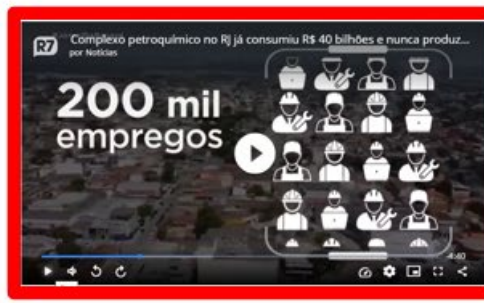 R7
Complexo petroquímico no RJ já consumiu R$ 40 bilhões e nunca produz...
por Notícias
200 mil
empregos
-4:40